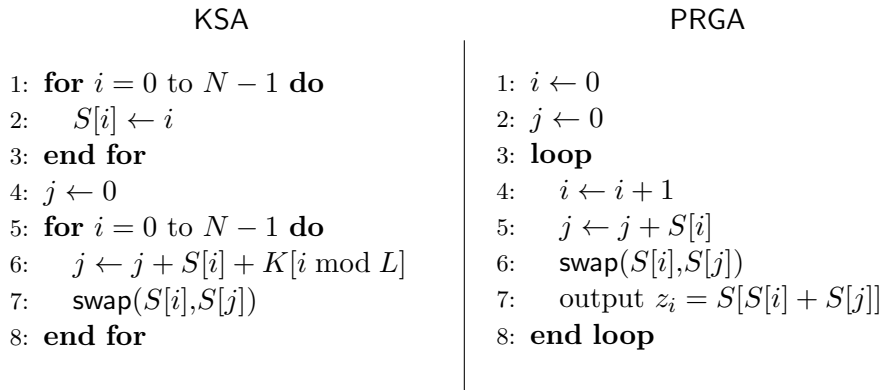 KSA
1: for i = 0 to N − 1 do
2: S[i] ← i
3: end for
4: j ← 0
5: for i = 0 to N − 1 do
6: j ← j + S[i] + K[i mod L]
7: swap(S[i],S[j])
8: end for
PRGA
1: i ← 0
2: j ← 0
3: loop
4: i ← i + 1
5: j ← j + S[i]
6: swap(S[i],S[j])
7: output zᵢ = S[S[i] + S[j]]
8: end loop